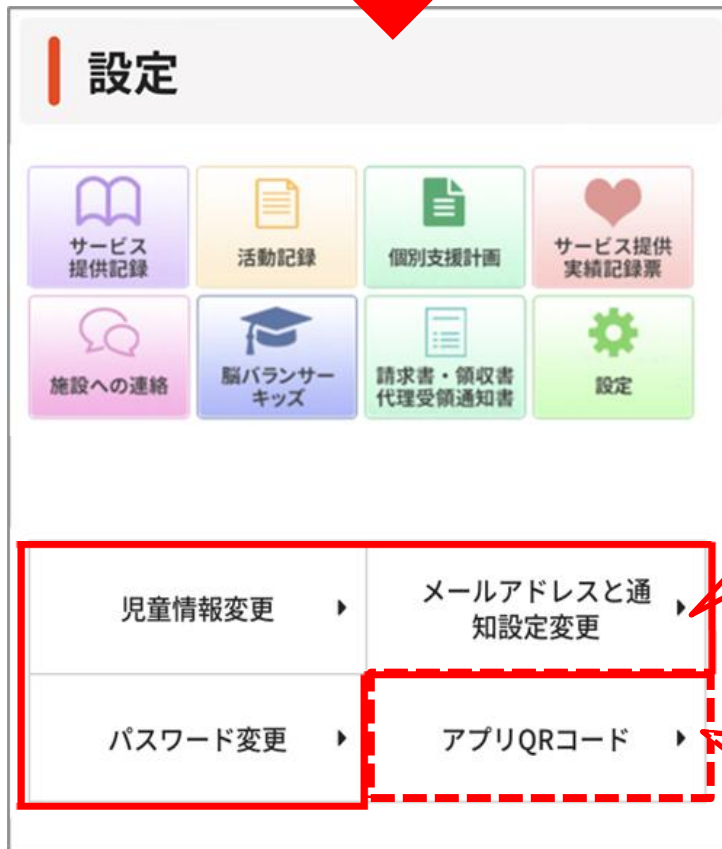 設定
サービス
提供記録
活動記録
個別支援計画
サービス提供
実績記録票
施設への連絡
脳バランサー
キッズ
請求書・領収書
代理受領通知書
設定
児童情報変更
メールアドレスと通
知設定変更
パスワード変更
アプリQRコード